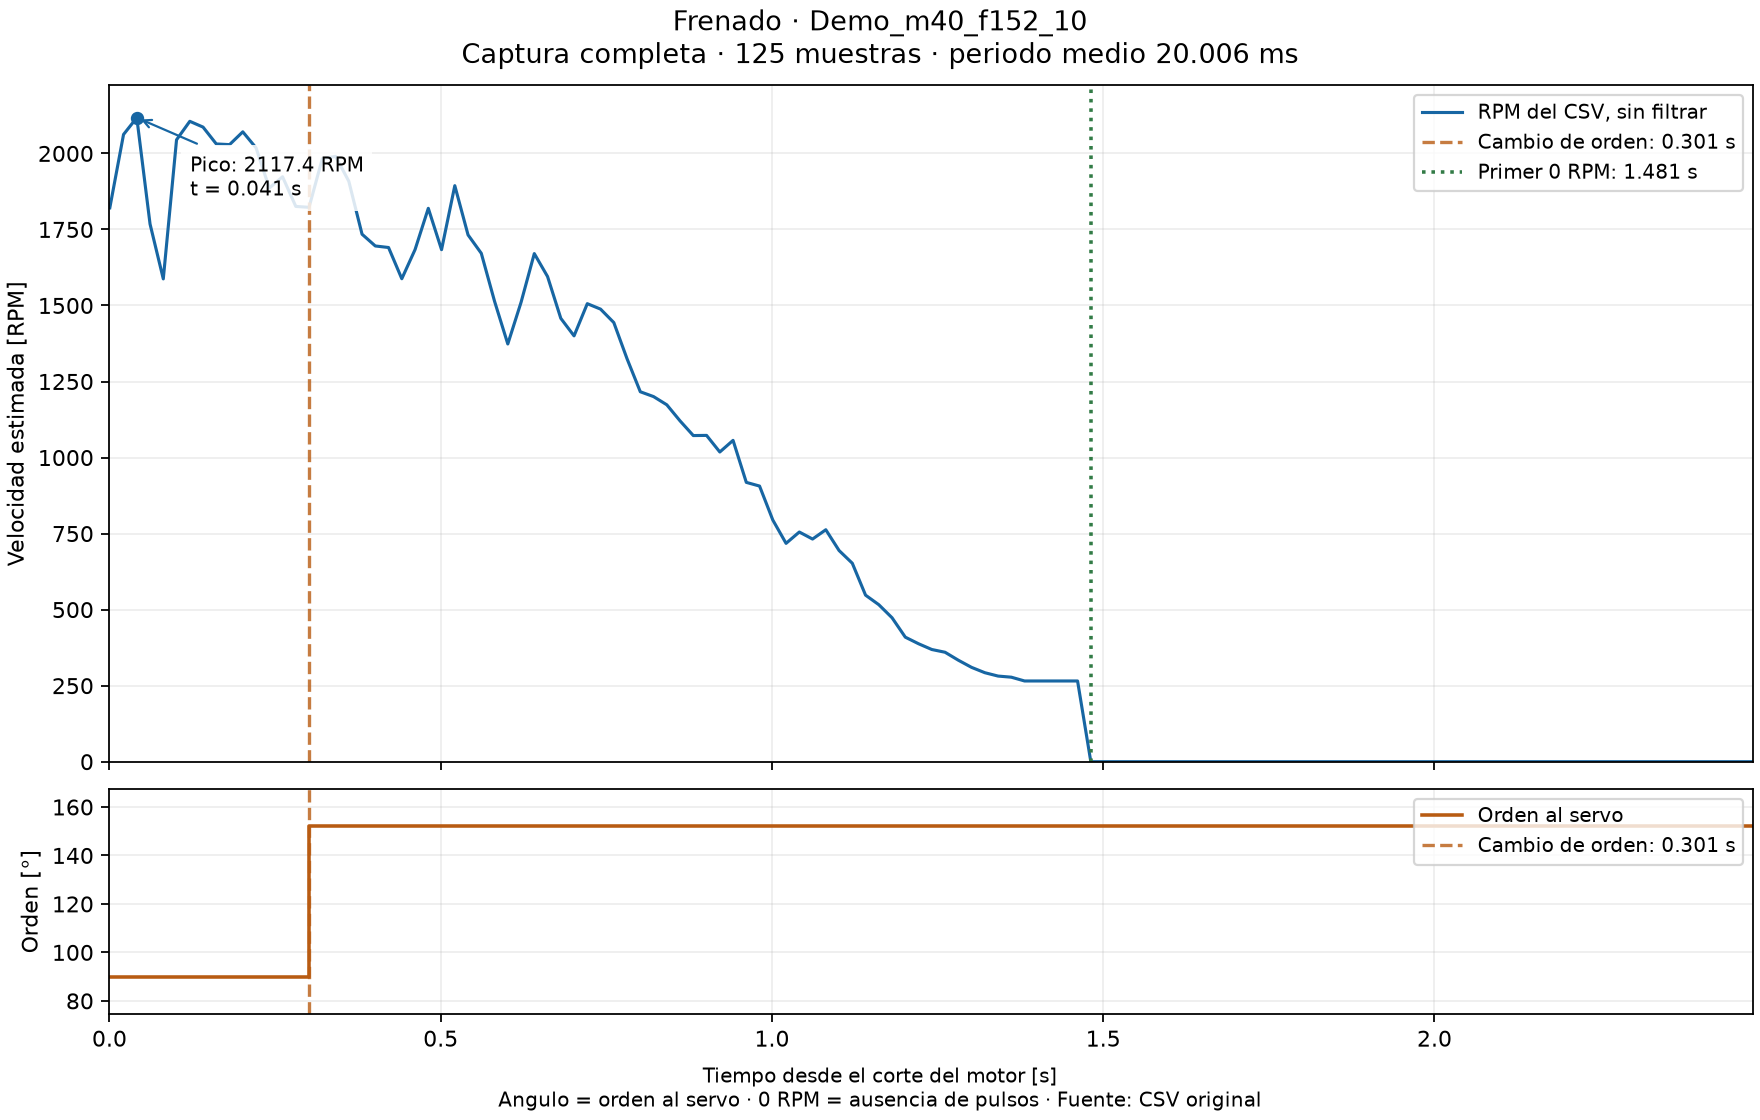 Frenado · Demo_m40_f152_10
Captura completa · 125 muestras · periodo medio 20.006 ms
Velocidad estimada [RPM]
2000
1750
1500
1250
1000
750
500
250
0
Pico: 2117.4 RPM
t = 0.041 s
RPM del CSV, sin filtrar
Cambio de orden: 0.301 s
Primer 0 RPM: 1.481 s
Orden [°]
160
140
120
100
80
Orden al servo
Cambio de orden: 0.301 s
0.0
0.5
1.0
1.5
2.0
Tiempo desde el corte del motor [s]
Angulo = orden al servo · 0 RPM = ausencia de pulsos · Fuente: CSV original